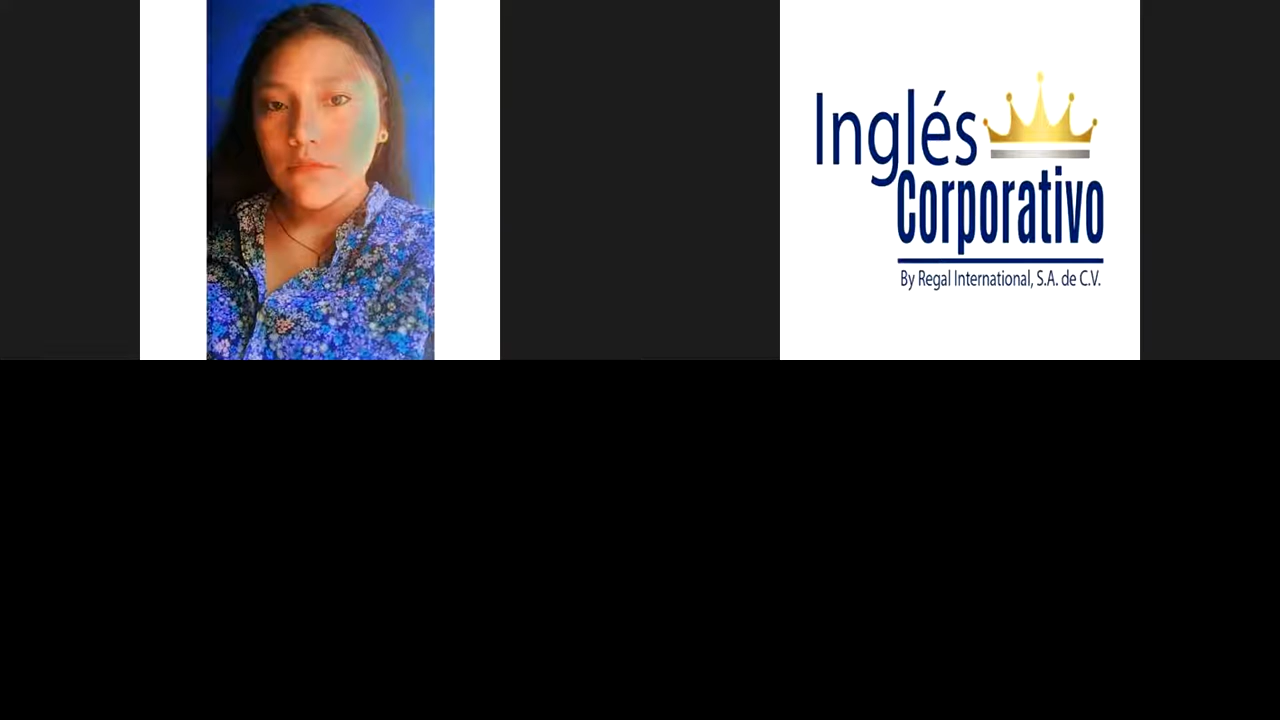 Inglés
Corporativo
By Regal International, S.A. de C.V.